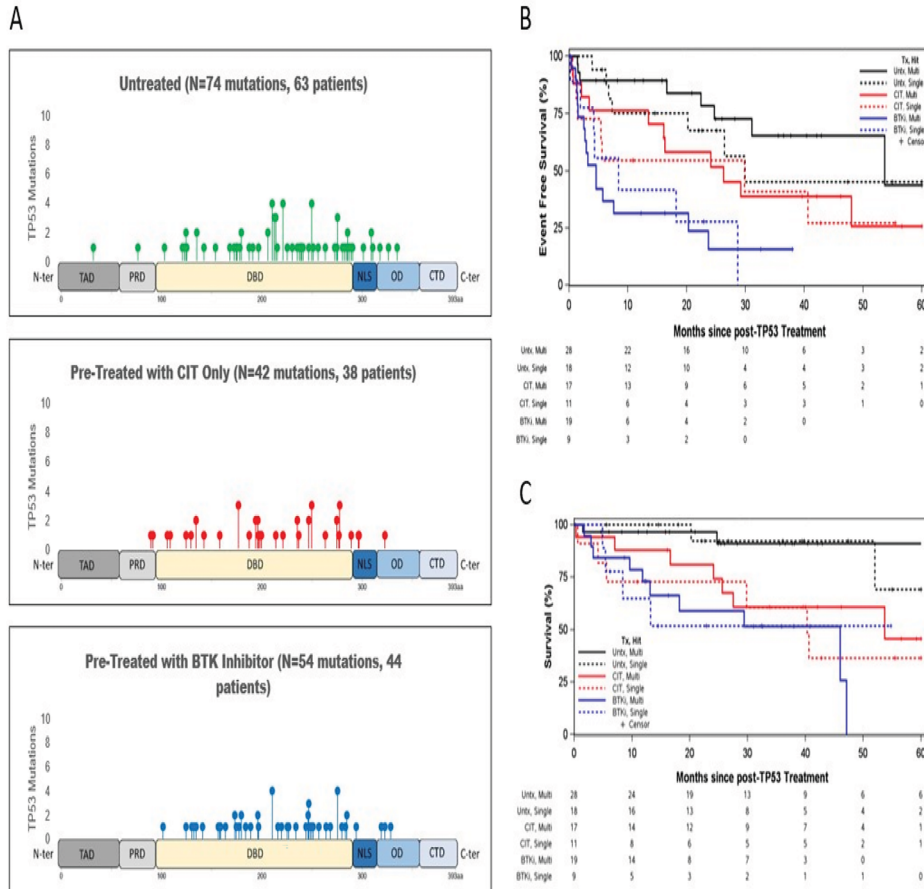 A
Untreated (N=74 mutations, 63 patients)
10
8
6
4
2
0
TP53 Mutations
N-ter TAD PRD DBD NLS OD CTD C-ter
0 100 200 300 393aa
Pre-Treated with CIT Only (N=42 mutations, 38 patients)
10
8
6
4
2
0
TP53 Mutations
N-ter TAD PRD DBD NLS OD CTD C-ter
0 100 200 300 393aa
Pre-Treated with BTK Inhibitor (N=54 mutations, 44
patients)
10
8
6
4
2
0
TP53 Mutations
N-ter TAD PRD DBD NLS OD CTD C-ter
0 100 200 300 393aa
B
100
75
50
25
0
Event Free Survival (%)
Tx, Hit
Untx, Multi
Untx, Single
CIT, Multi
CIT, Single
BTKi, Multi
BTKi, Single
+ Censor
0 10 20 30 40 50 60
Months since post-TP53 Treatment
Untx, Multi 28 22 16 10 6 3 2
Untx, Single 18 12 10 4 4 3 2
CIT, Multi 17 13 9 6 5 2 1
CIT, Single 11 6 4 3 3 1 0
BTKi, Multi 19 6 4 2 0
BTKi, Single 9 3 2 0
C
100
75
50
25
0
Survival (%)
Tx, Hit
Untx, Multi
Untx, Single
CIT, Multi
CIT, Single
BTKi, Multi
BTKi, Single
+ Censor
0 10 20 30 40 50 60
Months since post-TP53 Treatment
Untx, Multi 28 24 19 13 9 6 6
Untx, Single 18 16 13 8 5 4 2
CIT, Multi 17 14 12 9 7 4 1
CIT, Single 11 8 6 5 5 2 1
BTKi, Multi 19 14 8 7 3 0
BTKi, Single 9 5 3 2 1 1 0